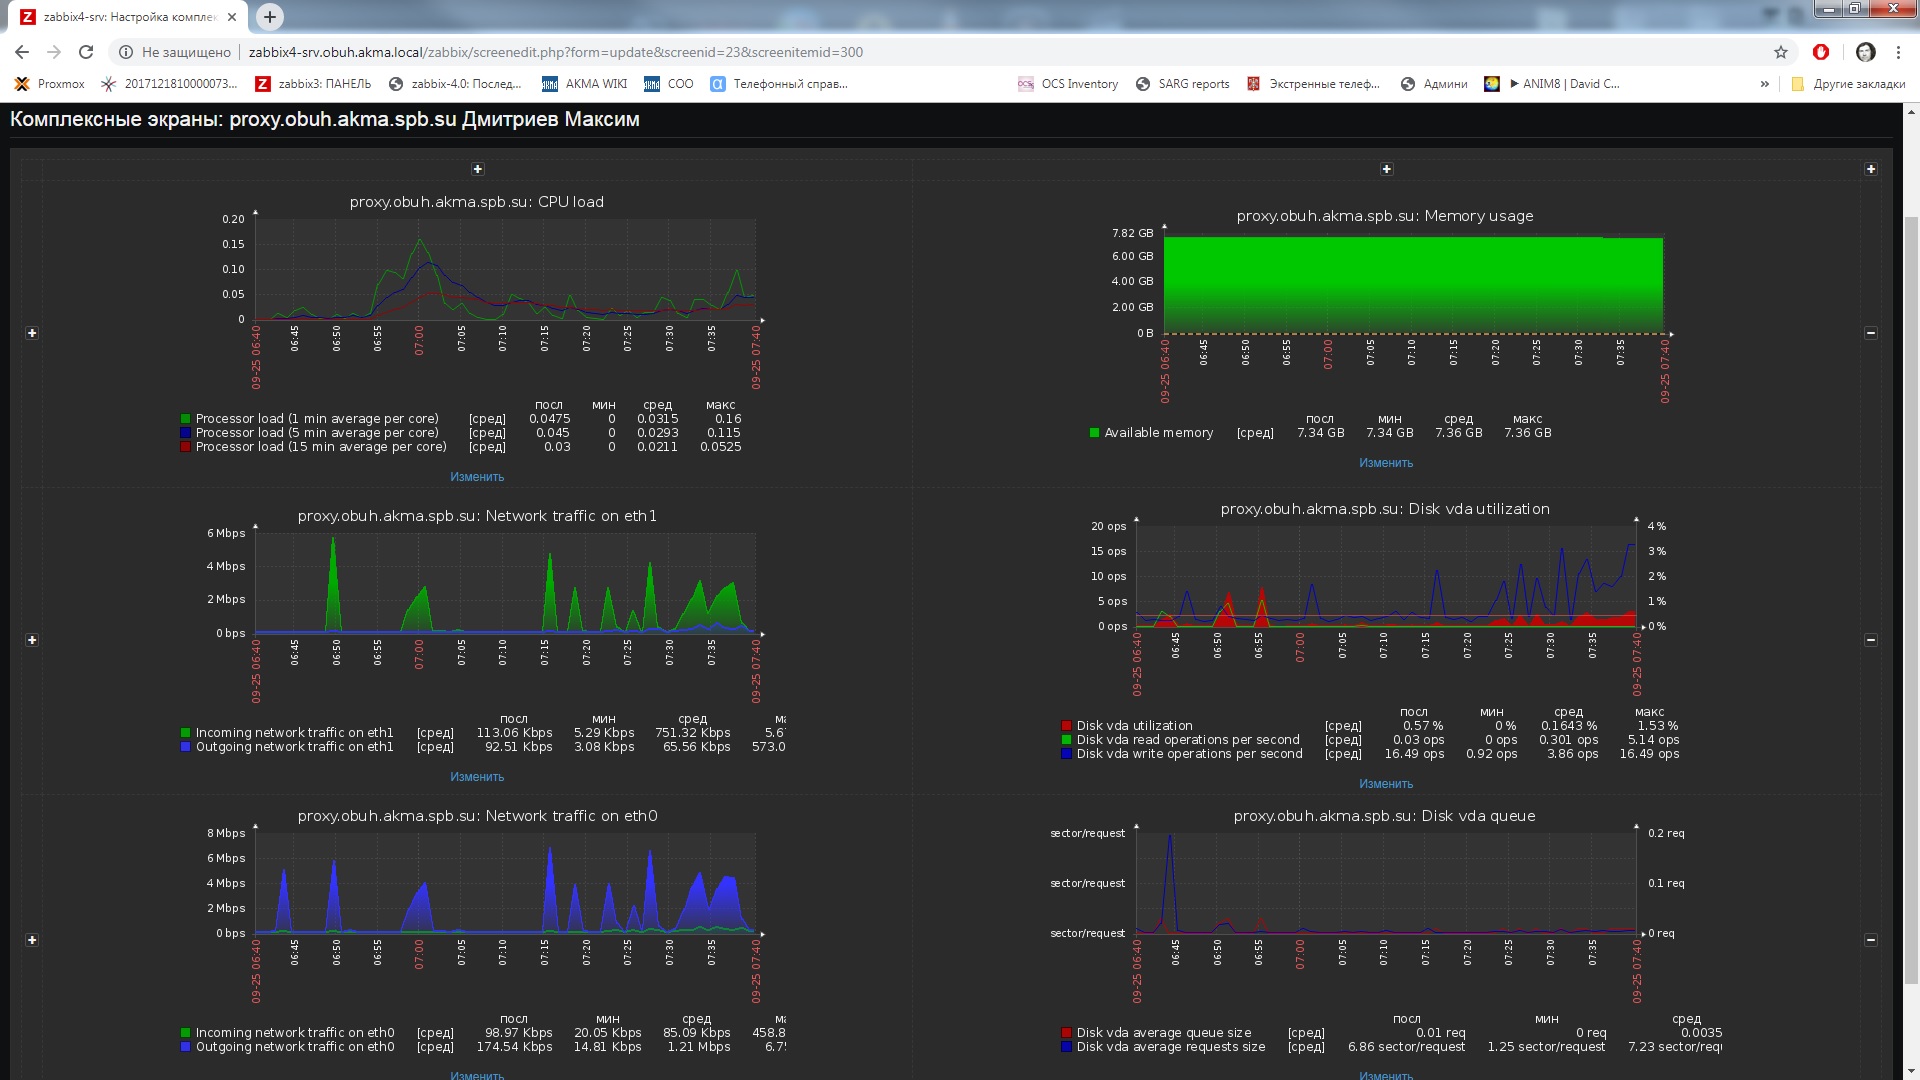 zabbix4-srv: Настройка комплек
Не защищено zabbix4-srv.obuh.akma.local/zabbix/screenedit.php?form=update&screenid=23&screenitemid=300
Proxmox 2017121810000073... zabbix3: ПАНЕЛЬ zabbix-4.0: Послед... AKMA WIKI СОО Телефонный справ... OCS Inventory SARG reports Экстренные телеф... Админи ► ANIM8 | David C... » Другие закладки
Комплексные экраны: proxy.obuh.akma.spb.su Дмитриев Максим
proxy.obuh.akma.spb.su: CPU load
0.20
0.15
0.10
0.05
0
09-25 06:40 06:45 06:50 06:55 07:00 07:05 07:10 07:15 07:20 07:25 07:30 07:35 09-25 07:40
посл мин сред макс
Processor load (1 min average per core) [сред] 0.0475 0 0.0315 0.16
Processor load (5 min average per core) [сред] 0.045 0 0.0293 0.115
Processor load (15 min average per core) [сред] 0.03 0 0.0211 0.0525
Изменить
proxy.obuh.akma.spb.su: Memory usage
7.82 GB
6.00 GB
4.00 GB
2.00 GB
0 B
09-25 06:40 06:45 06:50 06:55 07:00 07:05 07:10 07:15 07:20 07:25 07:30 07:35 09-25 07:40
посл мин сред макс
Available memory [сред] 7.34 GB 7.34 GB 7.36 GB 7.36 GB
Изменить
proxy.obuh.akma.spb.su: Network traffic on eth1
6 Mbps
4 Mbps
2 Mbps
0 bps
09-25 06:40 06:45 06:50 06:55 07:00 07:05 07:10 07:15 07:20 07:25 07:30 07:35 09-25 07:40
посл мин сред ма
Incoming network traffic on eth1 [сред] 113.06 Kbps 5.29 Kbps 751.32 Kbps 5.6
Outgoing network traffic on eth1 [сред] 92.51 Kbps 3.08 Kbps 65.56 Kbps 573.0
Изменить
proxy.obuh.akma.spb.su: Disk vda utilization
20 ops 4 %
15 ops 3 %
10 ops 2 %
5 ops 1 %
0 ops 0 %
09-25 06:40 06:45 06:50 06:55 07:00 07:05 07:10 07:15 07:20 07:25 07:30 07:35 09-25 07:40
посл мин сред макс
Disk vda utilization [сред] 0.57 % 0 % 0.1643 % 1.53 %
Disk vda read operations per second [сред] 0.03 ops 0 ops 0.301 ops 5.14 ops
Disk vda write operations per second [сред] 16.49 ops 0.92 ops 3.86 ops 16.49 ops
Изменить
proxy.obuh.akma.spb.su: Network traffic on eth0
8 Mbps
6 Mbps
4 Mbps
2 Mbps
0 bps
09-25 06:40 06:45 06:50 06:55 07:00 07:05 07:10 07:15 07:20 07:25 07:30 07:35 09-25 07:40
посл мин сред ма
Incoming network traffic on eth0 [сред] 98.97 Kbps 20.05 Kbps 85.09 Kbps 458.8
Outgoing network traffic on eth0 [сред] 174.54 Kbps 14.81 Kbps 1.21 Mbps 6.7
Изменить
proxy.obuh.akma.spb.su: Disk vda queue
sector/request 0.2 req
sector/request 0.1 req
sector/request 0 req
09-25 06:40 06:45 06:50 06:55 07:00 07:05 07:10 07:15 07:20 07:25 07:30 07:35 09-25 07:40
посл мин сред
Disk vda average queue size [сред] 0.01 req 0 req 0.0035
Disk vda average requests size [сред] 6.86 sector/request 1.25 sector/request 7.23 sector/requ
Изменить